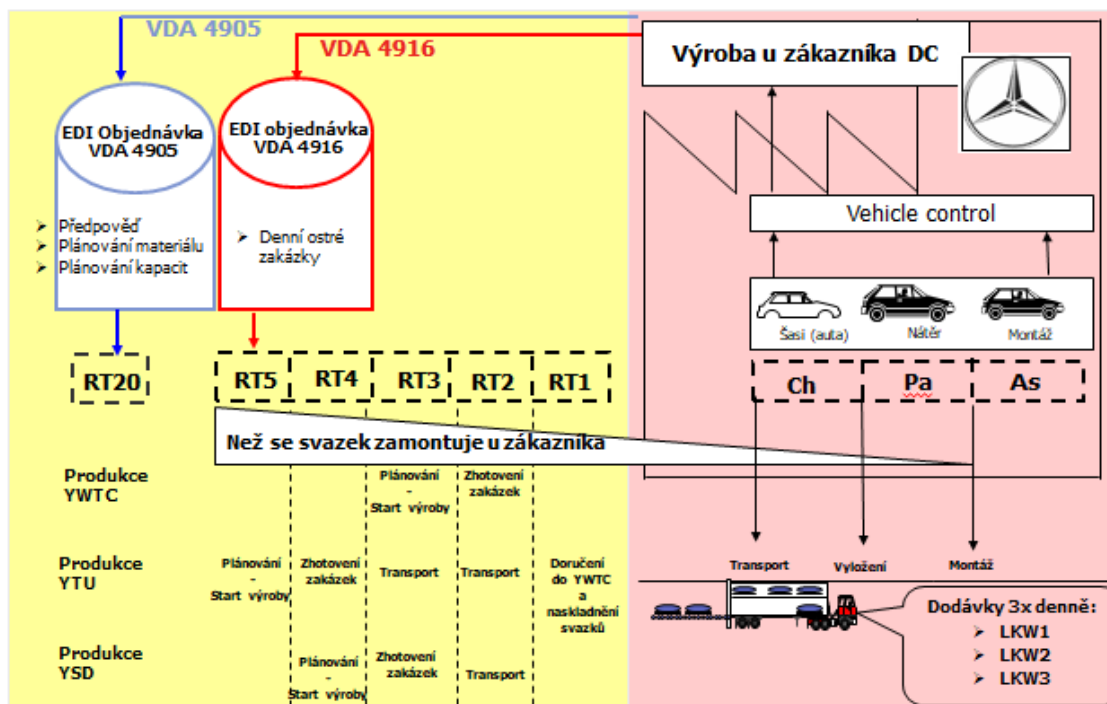 VDA 4905
VDA 4916
Výroba u zákazníka DC
EDI Objednávka
VDA 4905
EDI objednávka
VDA 4916
➢ Předpověď
➢ Plánování materiálu
➢ Plánování kapacit
➢ Denní ostré
zakázky
Vehicle control
Šasi (auta)
Nátěr
Montáž
RT20
RT5
RT4
RT3
RT2
RT1
Ch
Pa
As
Než se svazek zamontuje u zákazníka
Produkce
YWTC
Plánování
-
Start výroby
Zhotovení
zakázek
Produkce
YTU
Plánování
-
Start výroby
Zhotovení
zakázek
Transport
Transport
Doručení
do YWTC
a
naskladnění
svazků
Produkce
YSD
Plánování
-
Start výroby
Zhotovení
zakázek
Transport
Transport
Vyložení
Montáž
Dodávky 3x denně:
➢ LKW1
➢ LKW2
➢ LKW3